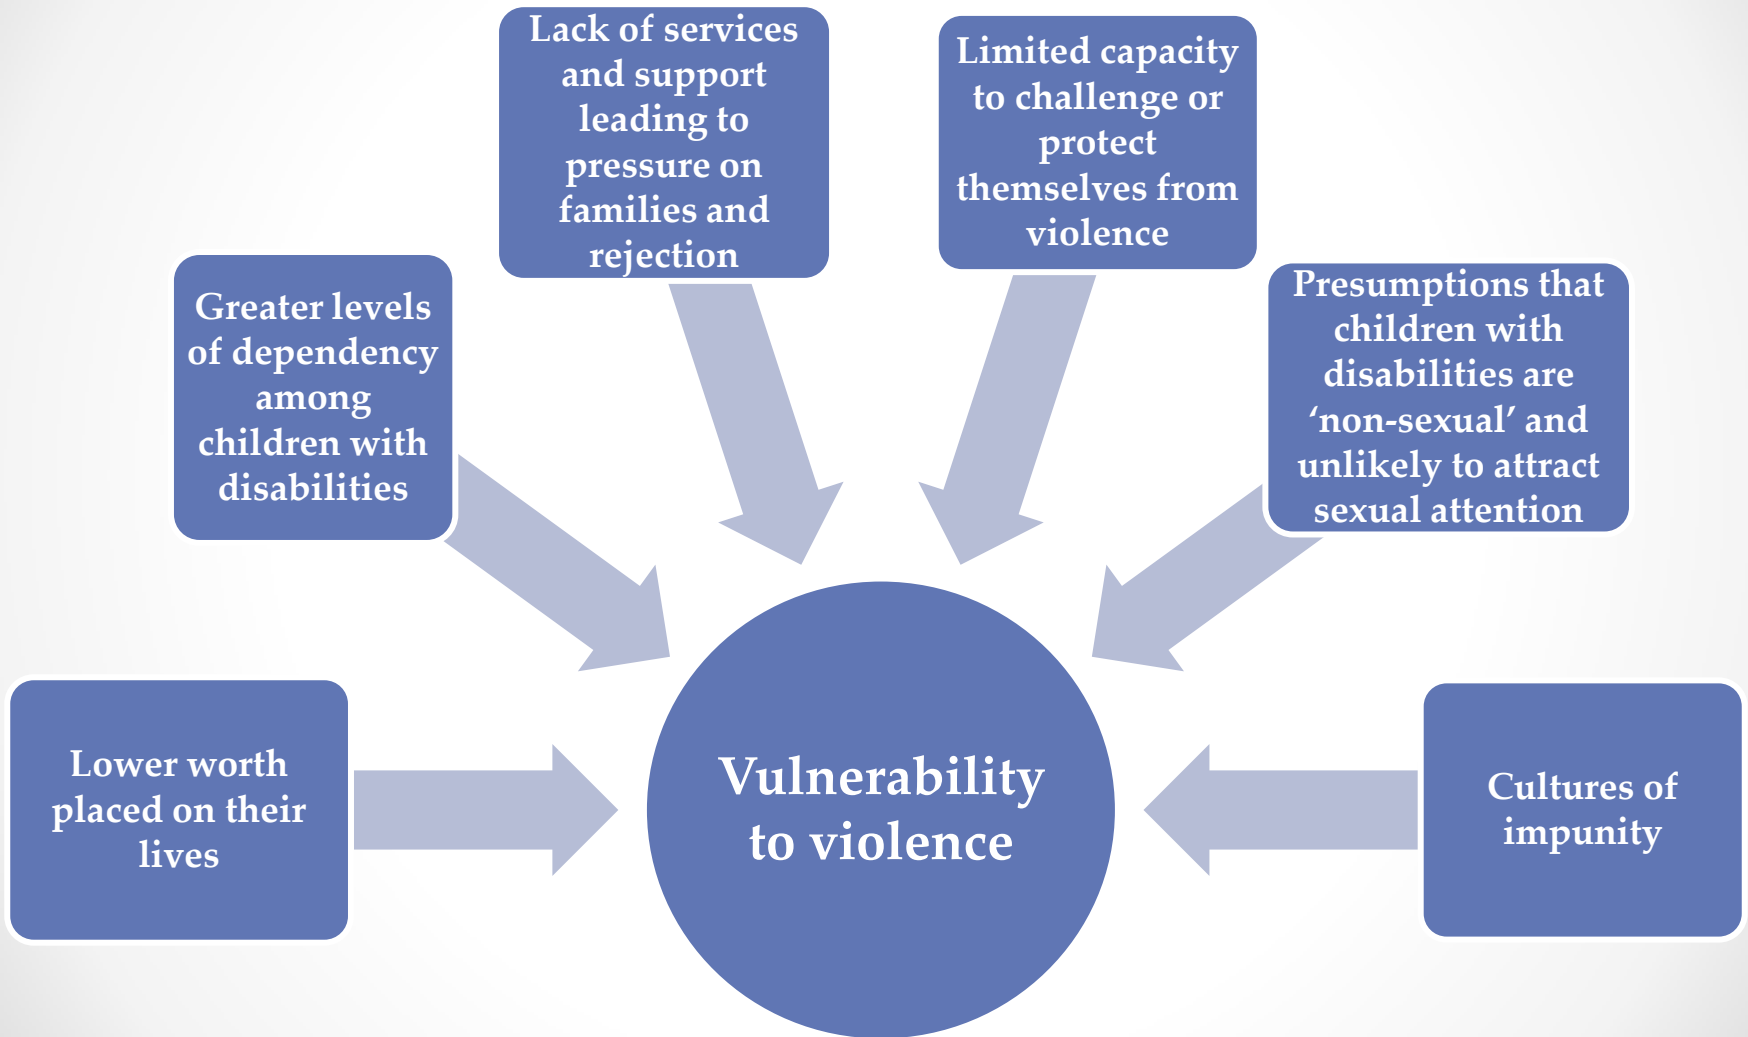 Lack of services
and support
leading to
pressure on
families and
rejection
Limited capacity
to challenge or
protect
themselves from
violence
Greater levels
of dependency
among
children with
disabilities
Presumptions that
children with
disabilities are
‘non-sexual’ and
unlikely to attract
sexual attention
Lower worth
placed on their
lives
Vulnerability
to violence
Cultures of
impunity